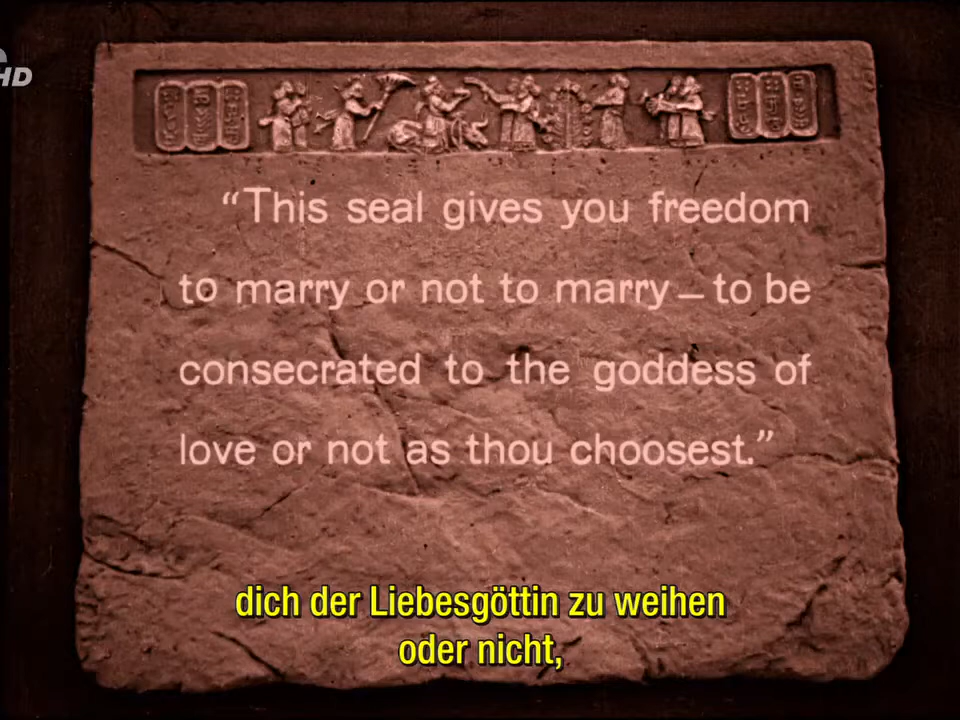 HD
“This seal gives you freedom
to marry or not to marry — to be
consecrated to the goddess of
love or not as thou choosest.”
dich der Liebesgöttin zu weihen
oder nicht,